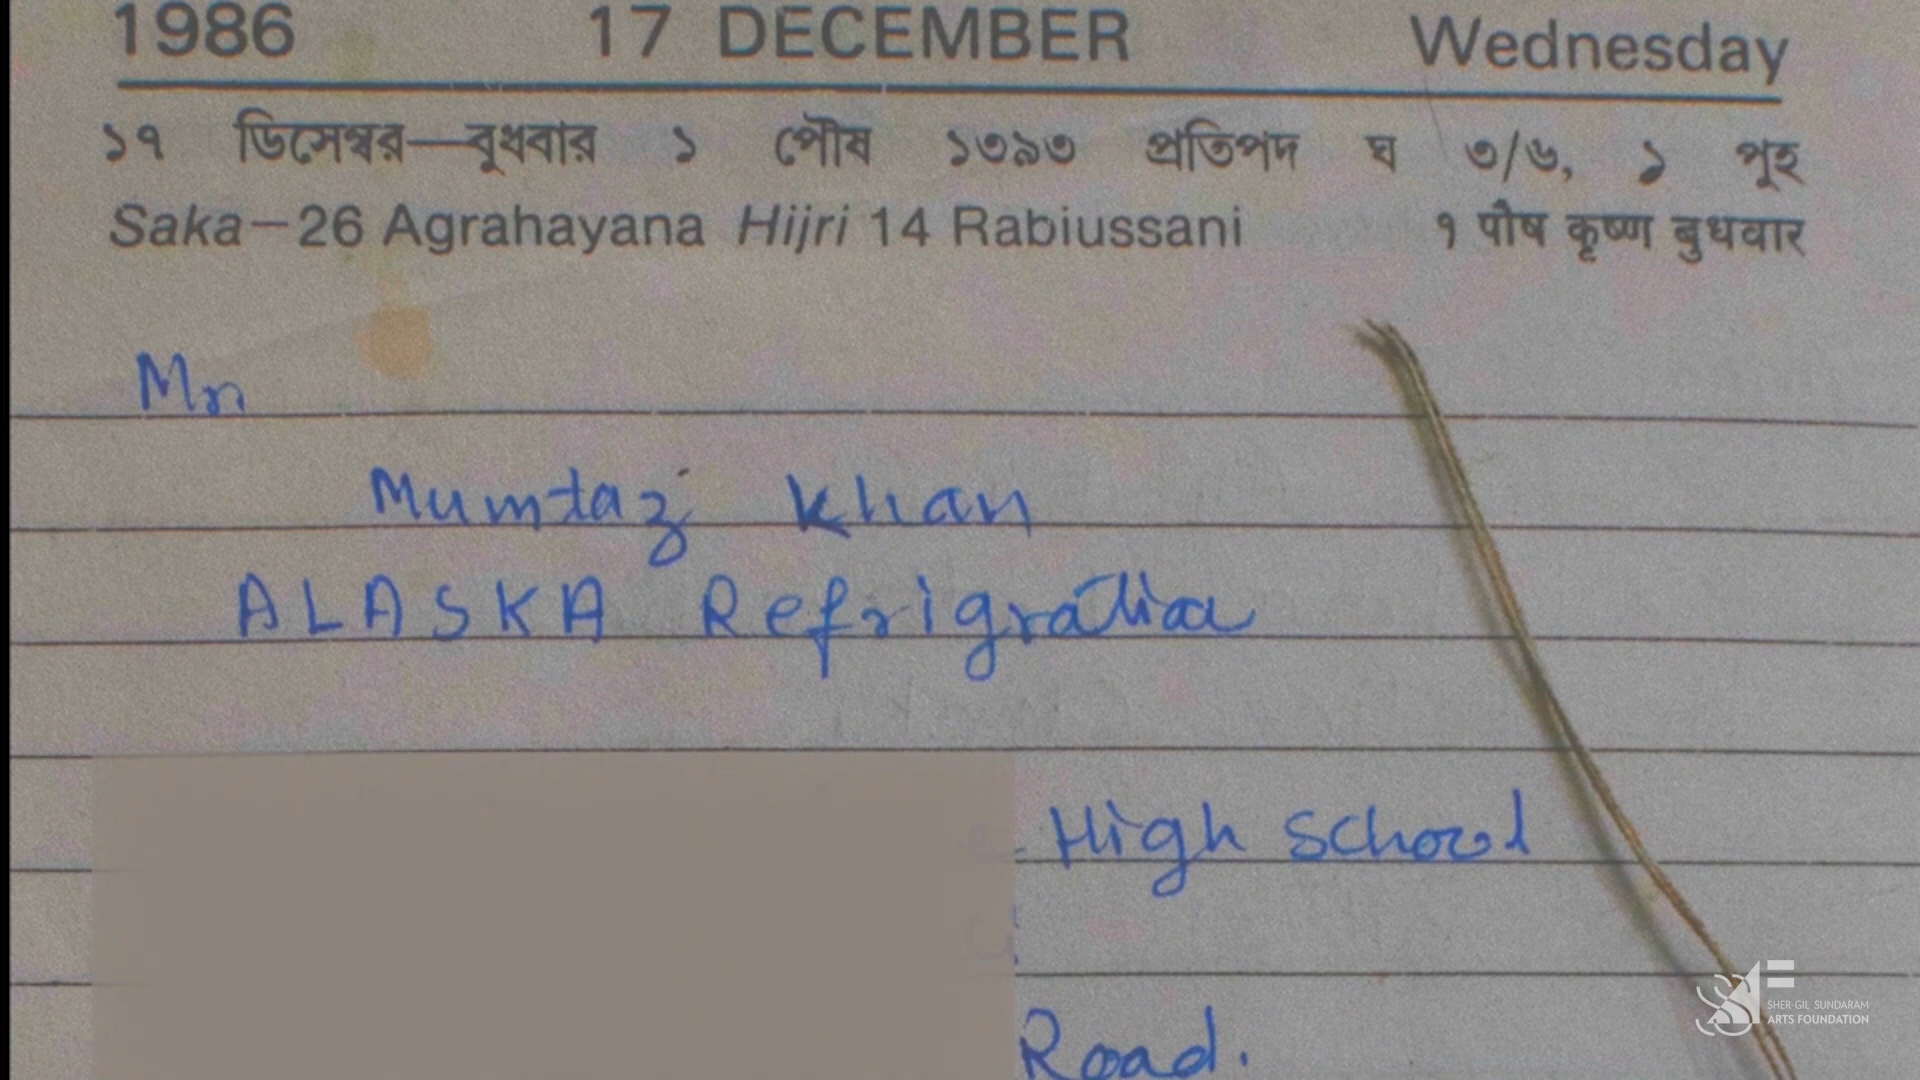 1986 17 DECEMBER Wednesday
১৭ ডিসেম্বর—বুধবার ১ পৌষ ১৩৯৩ প্রতিপদ ঘ ৩/৬, ১ পূহ
Saka—26 Agrahayana Hijri 14 Rabiussani १ पौष कृष्ण बुधवार
Mr
Mumtaz Khan
ALASKA Refrigration
High School
Road.
SHER-GIL SUNDARAM
ARTS FOUNDATION